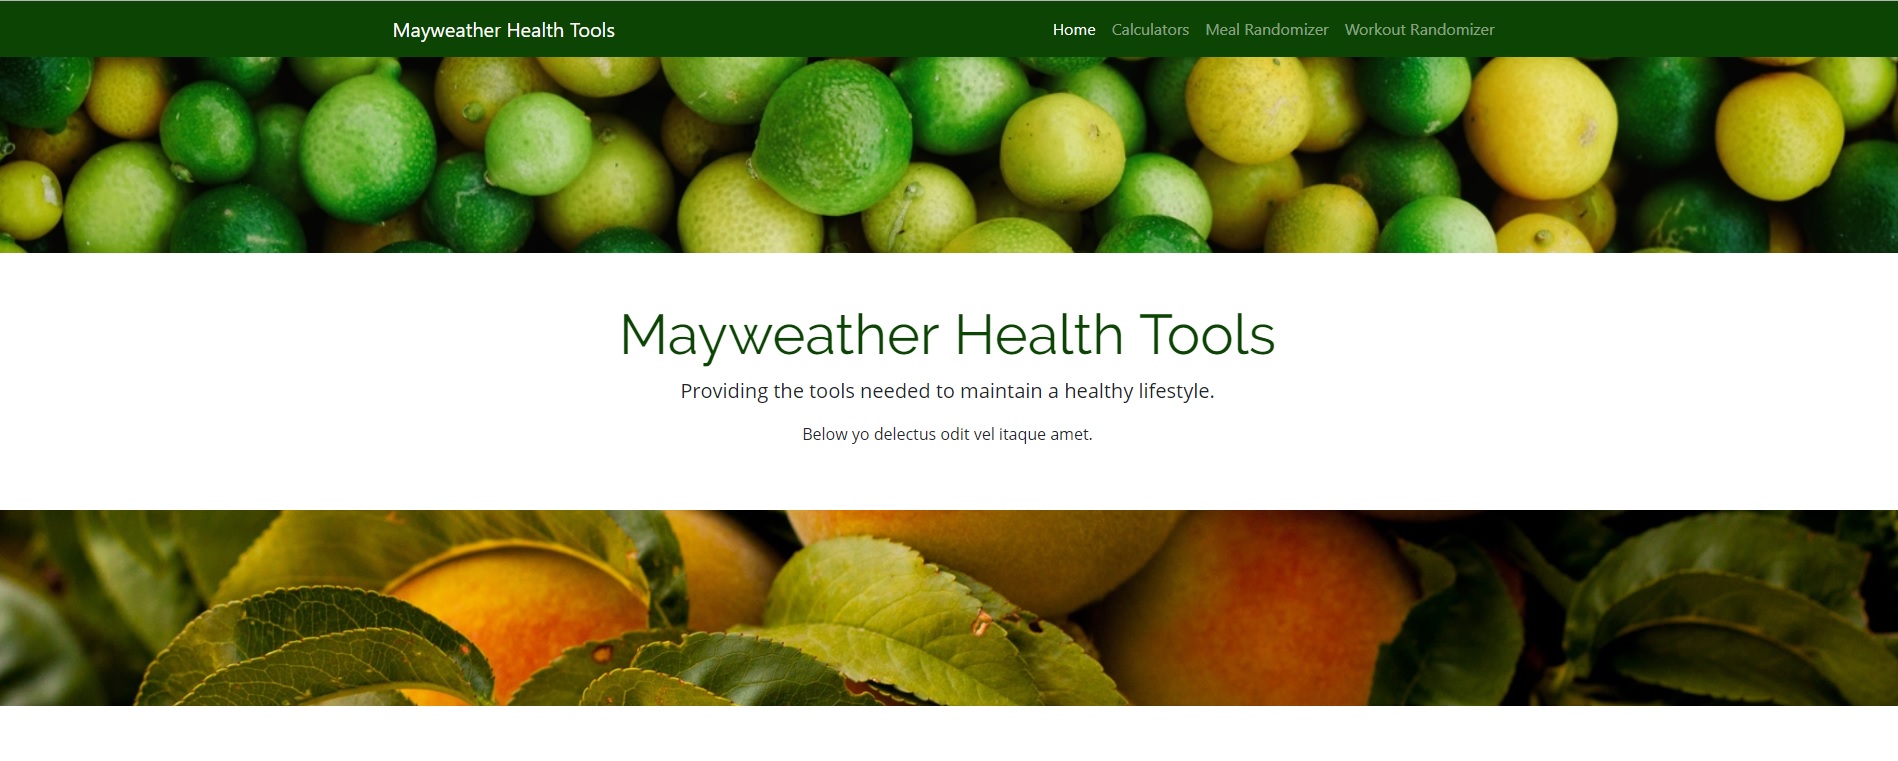 Mayweather Health Tools
Home Calculators Meal Randomizer Workout Randomizer
Mayweather Health Tools
Providing the tools needed to maintain a healthy lifestyle.
Below yo delectus odit vel itaque amet.